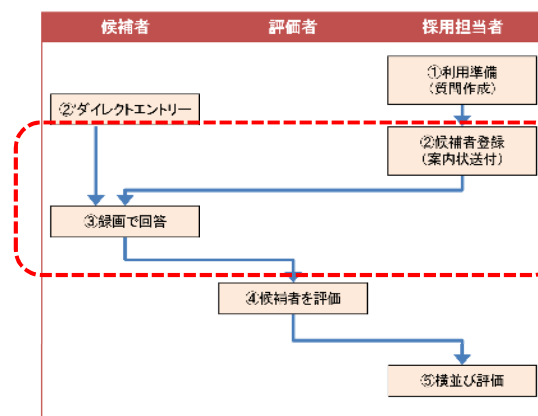 候補者 評価者 採用担当者
①利用準備
(質問作成)
②'ダイレクトエントリー
②候補者登録
(案内状送付)
③録画で回答
④候補者を評価
⑤横並び評価